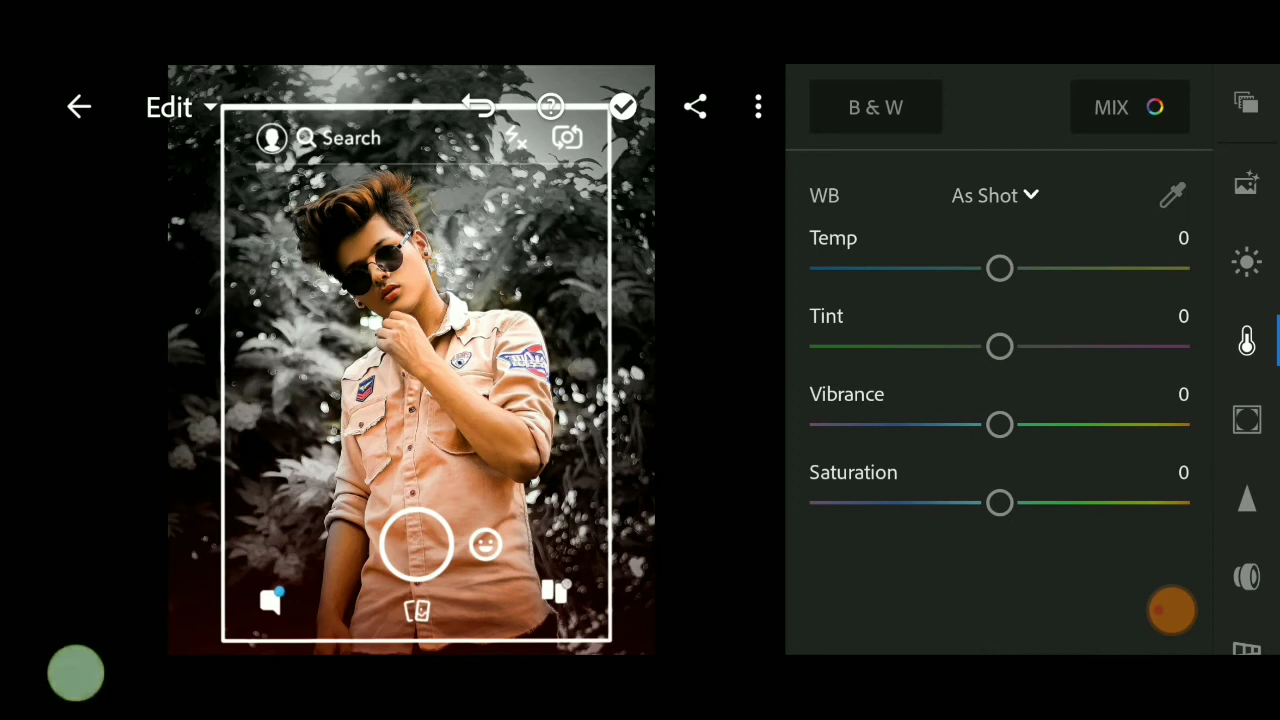 Edit
Search
B & W
MIX
WB
As Shot
Temp
0
Tint
0
Vibrance
0
Saturation
0